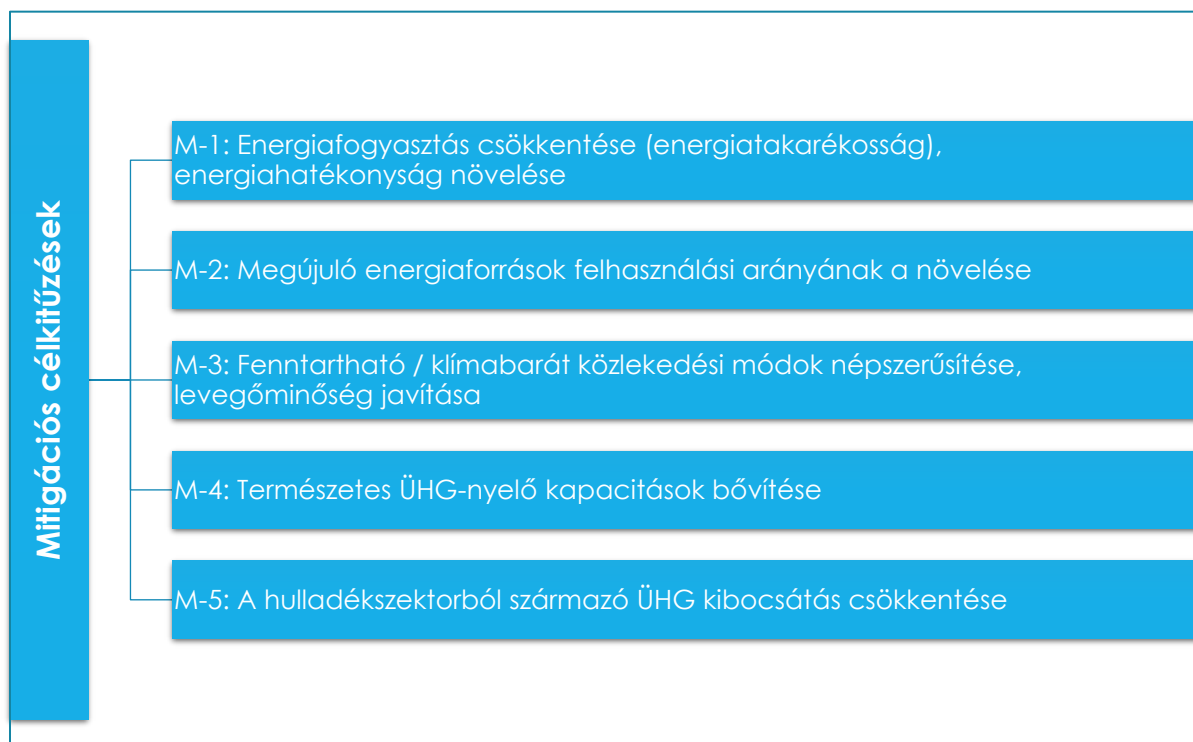 Mitigációs célkitűzések
M-1: Energiafogyasztás csökkentése (energiatakarékosság),
energiahatékonyság növelése
M-2: Megújuló energiaforrások felhasználási arányának a növelése
M-3: Fenntartható / klímabarát közlekedési módok népszerűsítése,
levegőminőség javítása
M-4: Természetes ÜHG-nyelő kapacitások bővítése
M-5: A hulladékszektorból származó ÜHG kibocsátás csökkentése